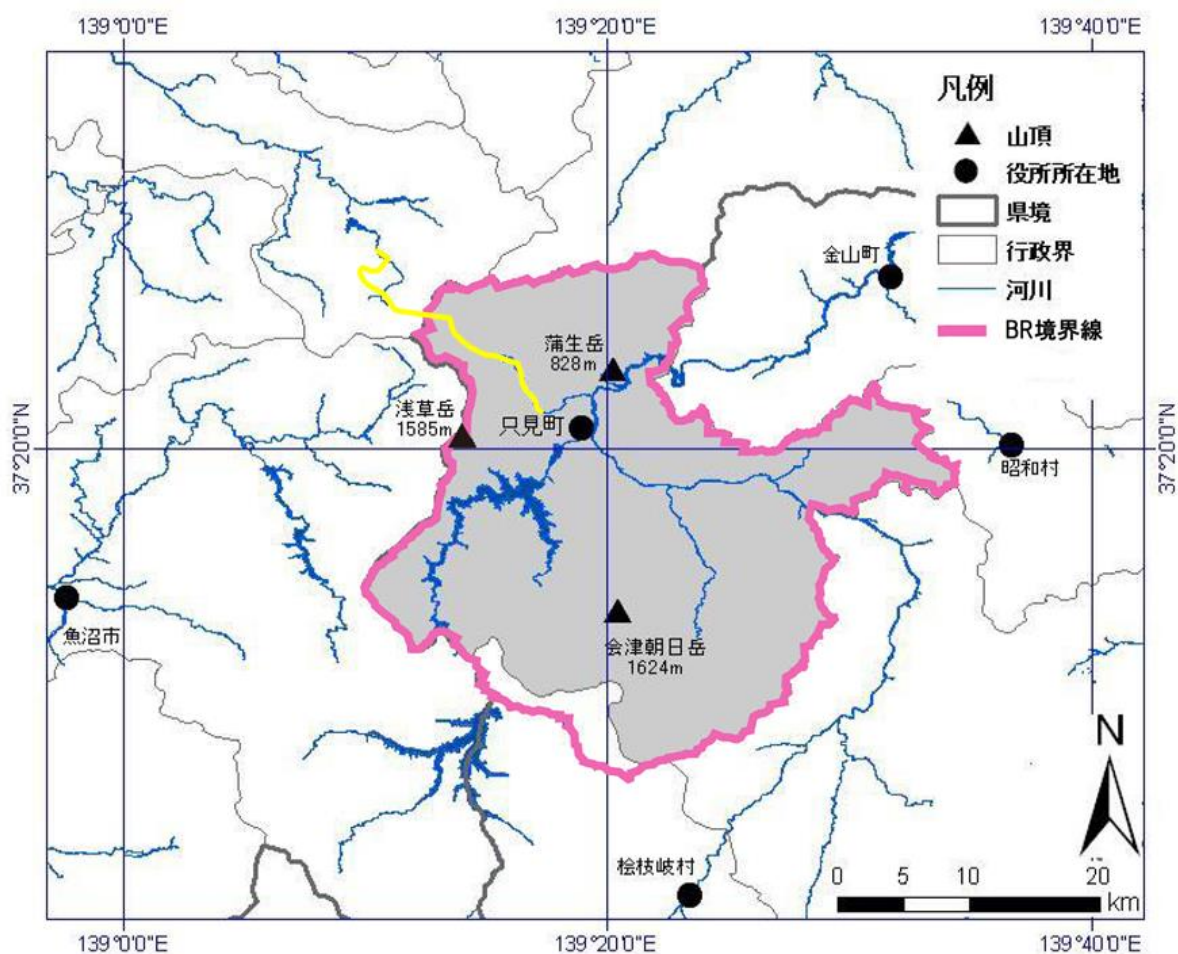 139°0'0"E
139°20'0"E
139°40'0"E
凡例
山頂
役所所在地
県境
行政界
河川
BR境界線
金山町
蒲生岳
828m
浅草岳
1585m
只見町
37°20'0"N
37°20'0"N
昭和村
魚沼市
会津朝日岳
1624m
N
桧枝岐村
0 5 10 20
km
139°0'0"E
139°20'0"E
139°40'0"E